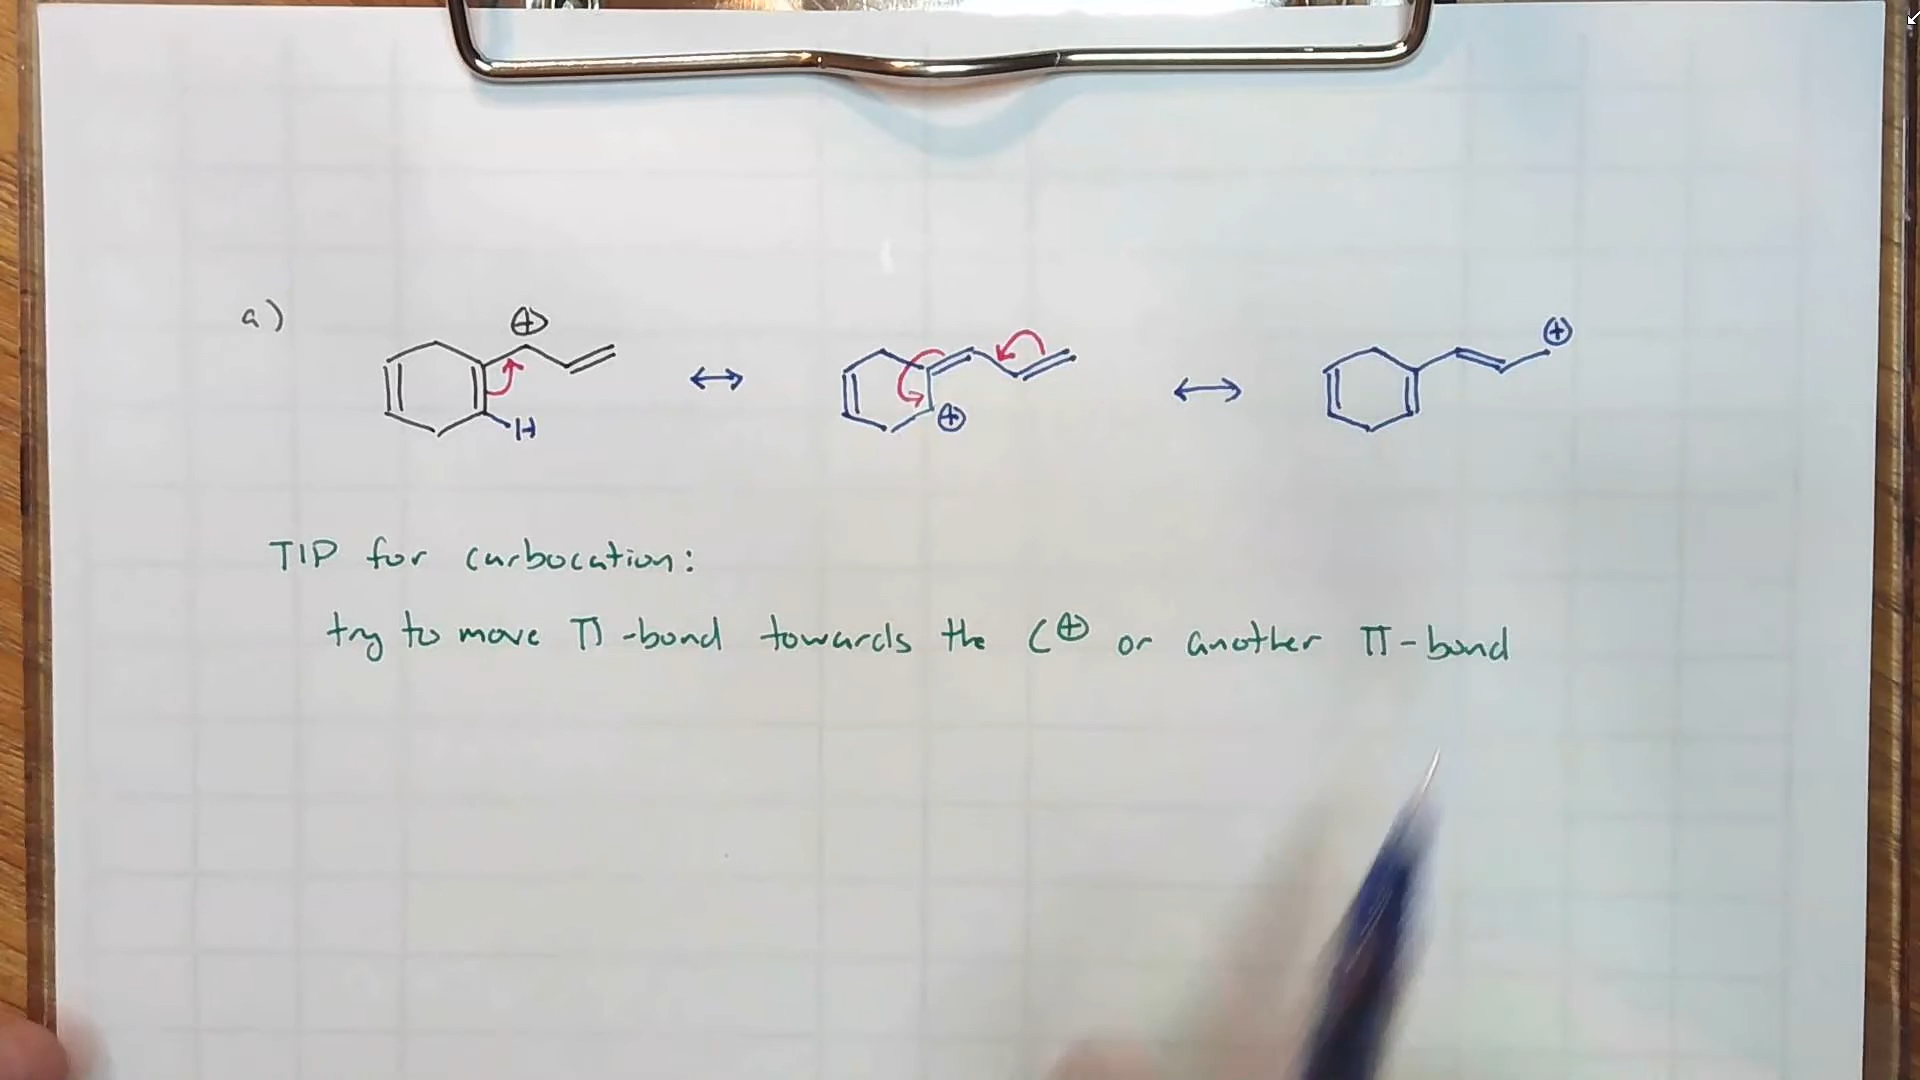 a)
⊕
H
⊕
⊕
TIP for carbocation:
try to move π-bond towards the C⊕ or another π-bond